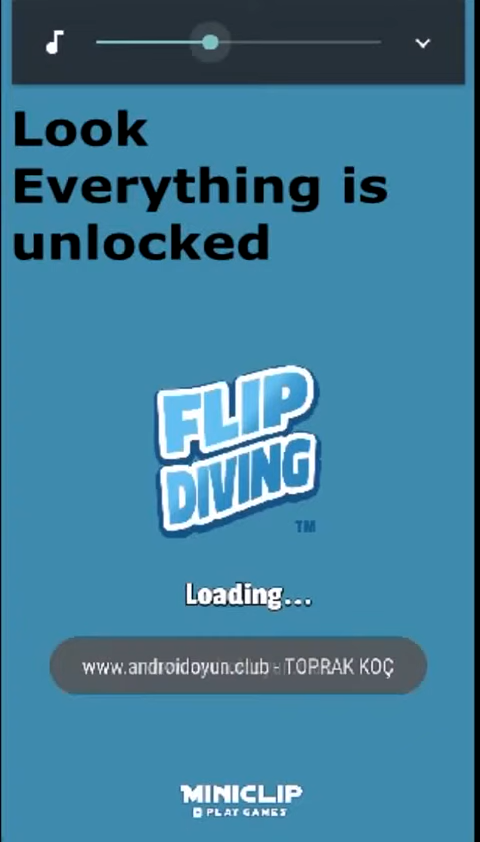 Look
Everything is
unlocked
FLIP
DIVING
TM
Loading...
www.androidoyun.club - TOPRAK KOÇ
MINICLIP
PLAY GAMES